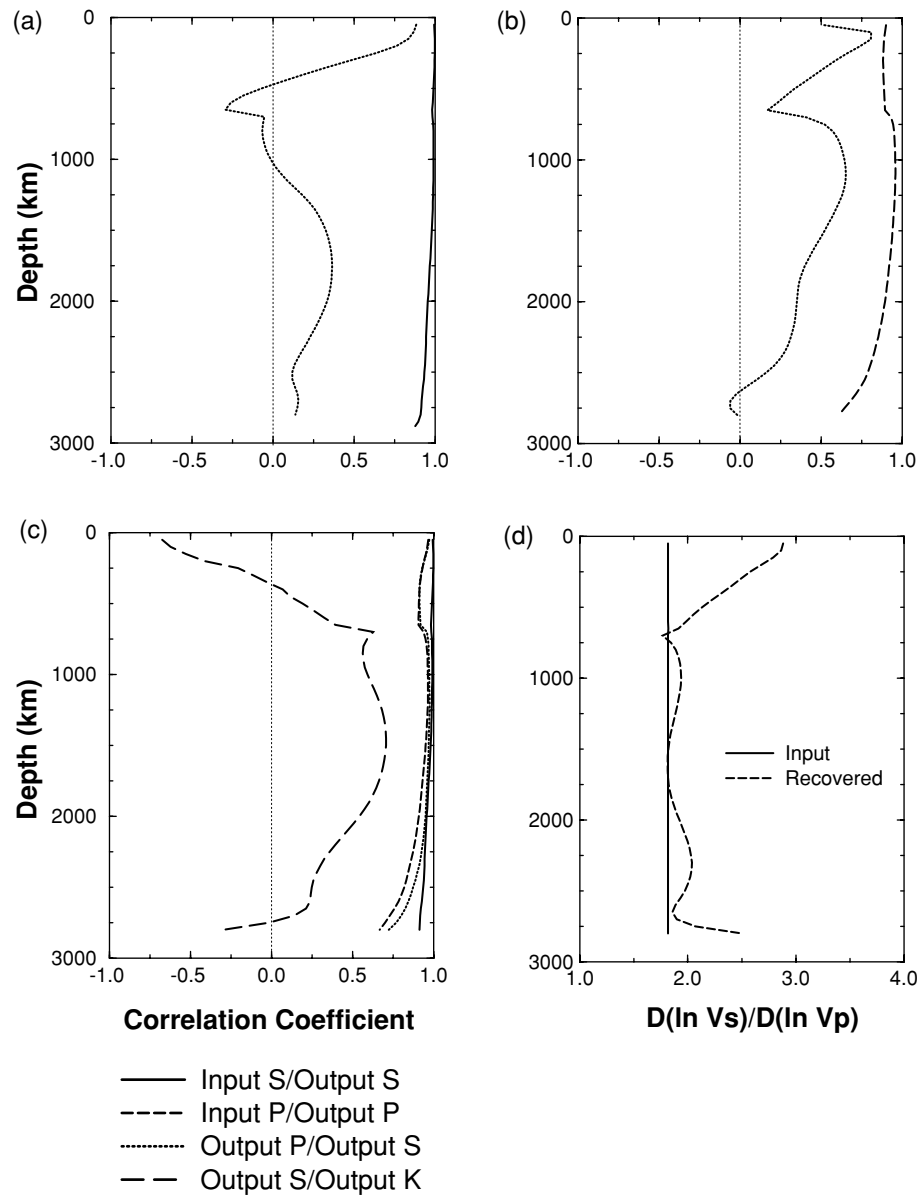 (a)
(b)
0
1000
2000
3000
Depth (km)
-1.0
-0.5
0.0
0.5
1.0
0
1000
2000
3000
-1.0
-0.5
0.0
0.5
1.0
(c)
(d)
0
1000
2000
3000
Depth (km)
-1.0
-0.5
0.0
0.5
1.0
Correlation Coefficient
0
1000
2000
3000
Input
Recovered
1.0
2.0
3.0
4.0
D(ln Vs)/D(ln Vp)
Input S/Output S
Input P/Output P
Output P/Output S
Output S/Output K